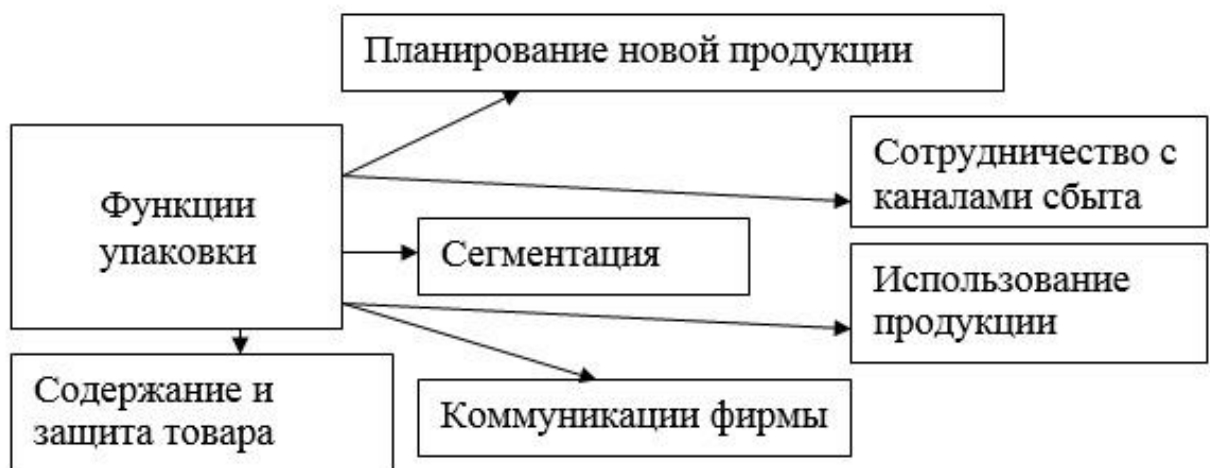 Планирование новой продукции
Функции
упаковки
Сотрудничество с
каналами сбыта
Сегментация
Использование
продукции
Содержание и
защита товара
Коммуникации фирмы